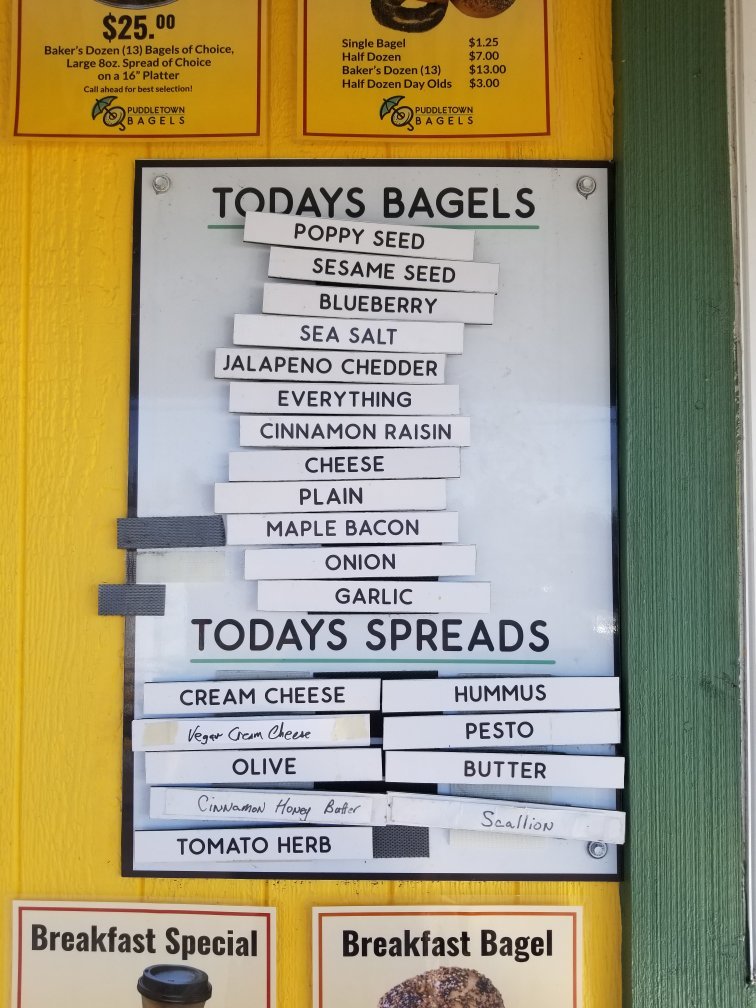 $25.00
Baker's Dozen (13) Bagels of Choice,
Large 8oz. Spread of Choice
on a 16" Platter
Call ahead for best selection!
PUDDLETOWN
BAGELS
Single Bagel $1.25
Half Dozen $7.00
Baker's Dozen (13) $13.00
Half Dozen Day Olds $3.00
PUDDLETOWN
BAGELS
TODAYS BAGELS
POPPY SEED
SESAME SEED
BLUEBERRY
SEA SALT
JALAPENO CHEDDER
EVERYTHING
CINNAMON RAISIN
CHEESE
PLAIN
MAPLE BACON
ONION
GARLIC
TODAYS SPREADS
CREAM CHEESE HUMMUS
Vegan Cream Cheese PESTO
OLIVE BUTTER
Cinnamon Honey Butter Scallion
TOMATO HERB
Breakfast Special
Breakfast Bagel